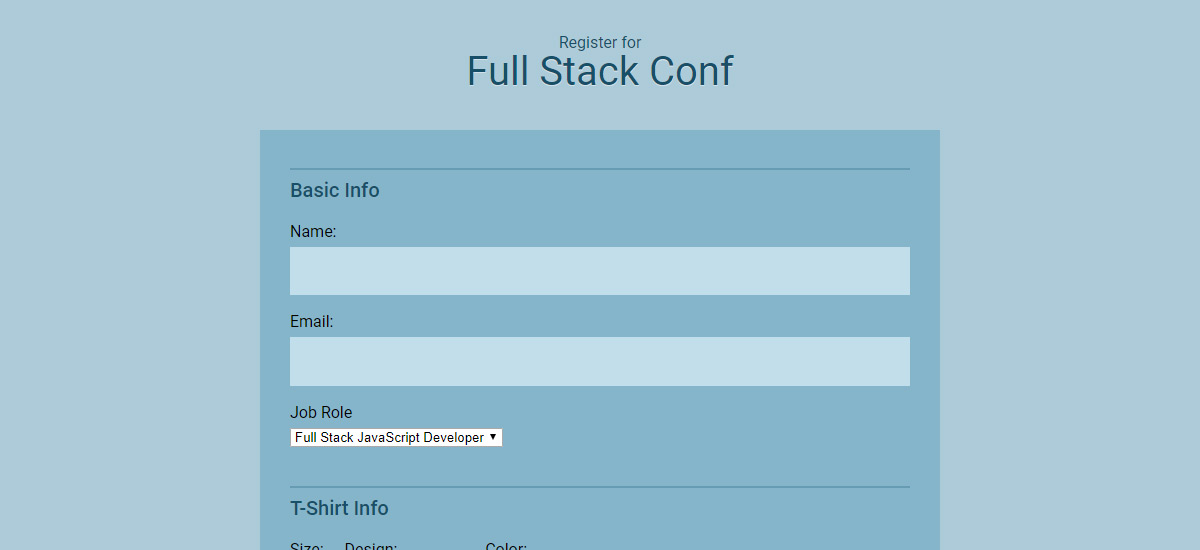 Register for
Full Stack Conf
Basic Info
Name:
Email:
Job Role
Full Stack JavaScript Developer
T-Shirt Info
Size: Design: Color: